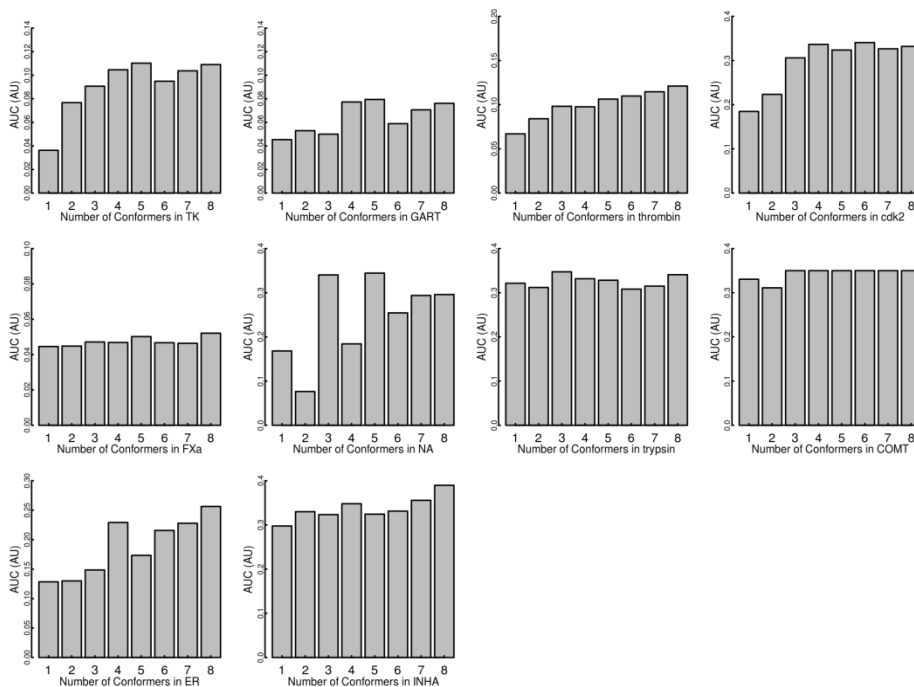 AUC (AU)
0.00 0.02 0.04 0.06 0.08 0.10 0.12 0.14
1 2 3 4 5 6 7 8
Number of Conformers in TK
AUC (AU)
0.00 0.02 0.04 0.06 0.08 0.10 0.12 0.14
1 2 3 4 5 6 7 8
Number of Conformers in GART
AUC (AU)
0.00 0.05 0.10 0.15 0.20
1 2 3 4 5 6 7 8
Number of Conformers in thrombin
AUC (AU)
0.0 0.1 0.2 0.3 0.4
1 2 3 4 5 6 7 8
Number of Conformers in cdk2
AUC (AU)
0.00 0.02 0.04 0.06 0.08 0.10
1 2 3 4 5 6 7 8
Number of Conformers in FXa
AUC (AU)
0.0 0.1 0.2 0.3 0.4
1 2 3 4 5 6 7 8
Number of Conformers in NA
AUC (AU)
0.0 0.1 0.2 0.3 0.4
1 2 3 4 5 6 7 8
Number of Conformers in trypsin
AUC (AU)
0.0 0.1 0.2 0.3 0.4
1 2 3 4 5 6 7 8
Number of Conformers in COMT
AUC (AU)
0.00 0.05 0.10 0.15 0.20 0.25 0.30
1 2 3 4 5 6 7 8
Number of Conformers in ER
AUC (AU)
0.0 0.1 0.2 0.3 0.4
1 2 3 4 5 6 7 8
Number of Conformers in INHA